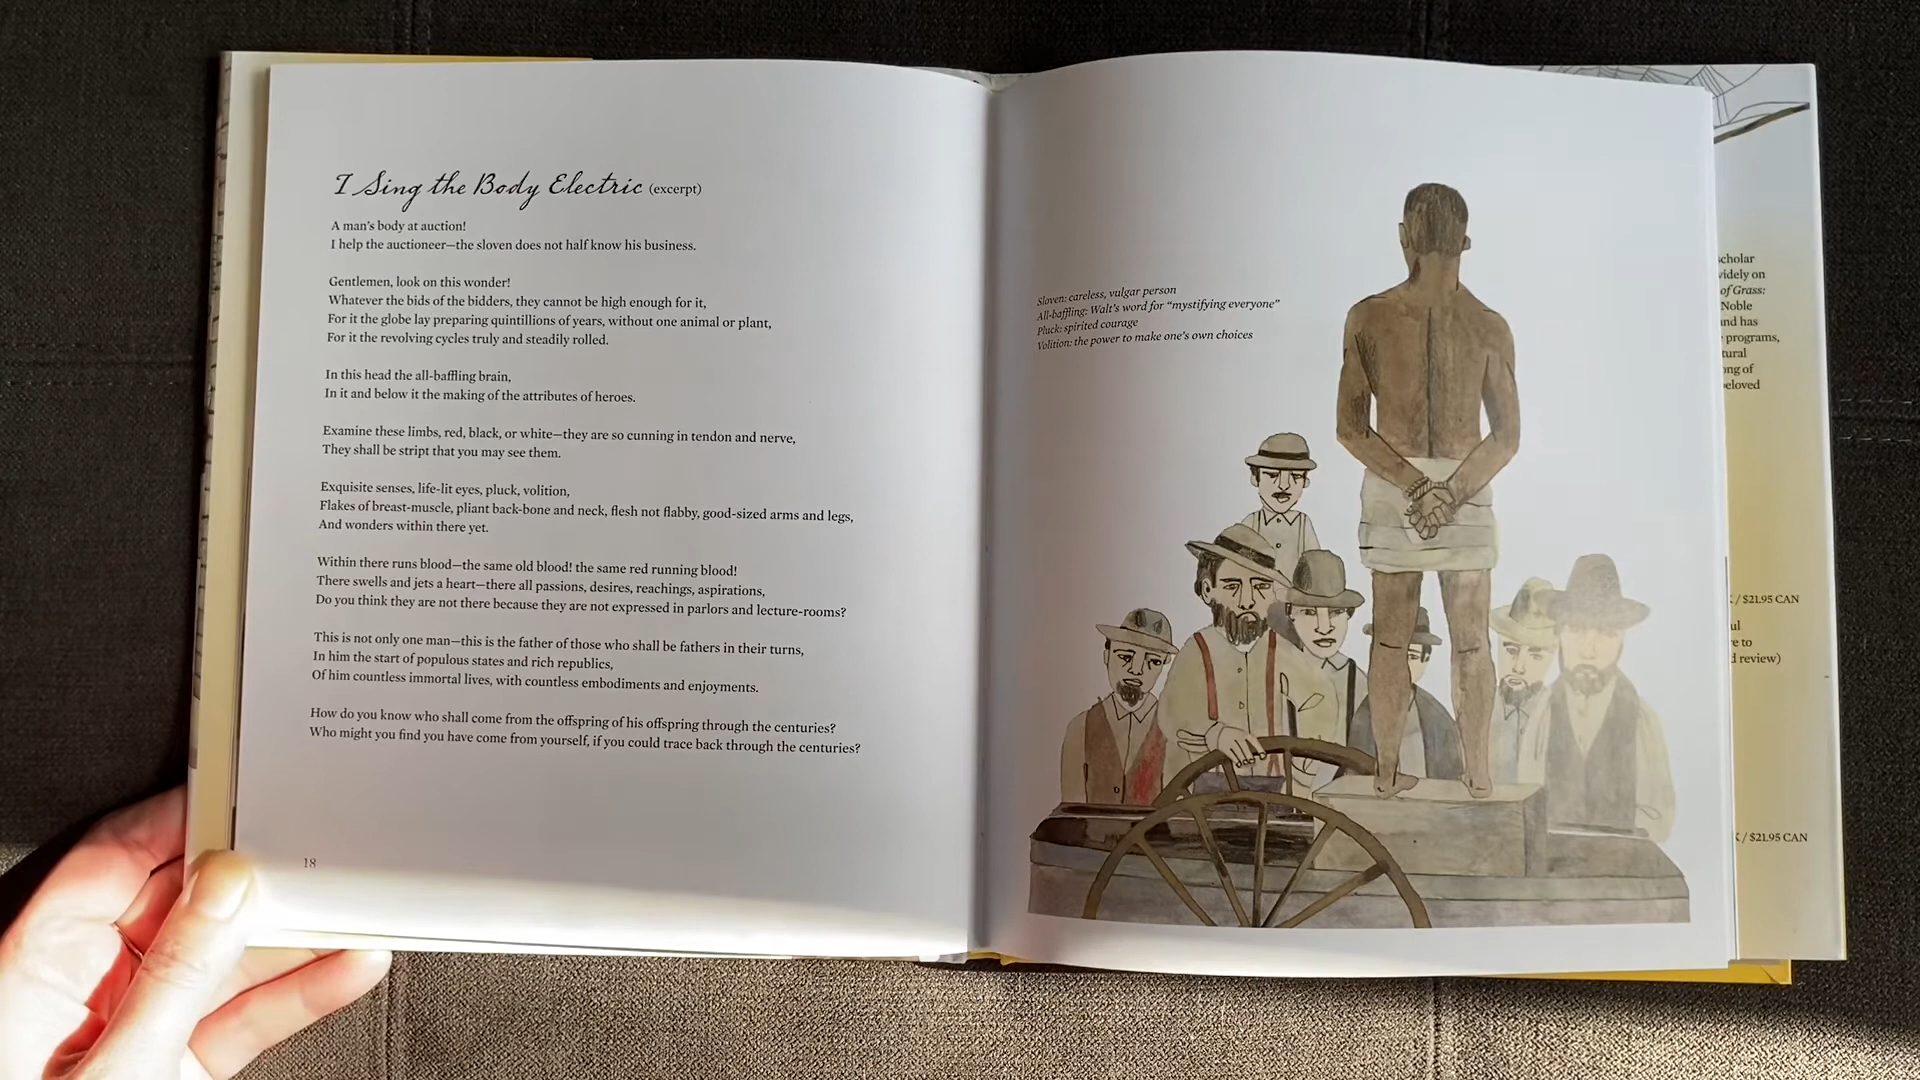 I Sing the Body Electric (excerpt)
A man's body at auction!
I help the auctioneer—the sloven does not half know his business.
Gentlemen, look on this wonder!
Whatever the bids of the bidders, they cannot be high enough for it,
For it the globe lay preparing quintillions of years, without one animal or plant,
For it the revolving cycles truly and steadily rolled.
In this head the all-baffling brain,
In it and below it the making of the attributes of heroes.
Examine these limbs, red, black, or white—they are so cunning in tendon and nerve,
They shall be stript that you may see them.
Exquisite senses, life-lit eyes, pluck, volition,
Flakes of breast-muscle, pliant back-bone and neck, flesh not flabby, good-sized arms and legs,
And wonders within there yet.
Within there runs blood—the same old blood! the same red running blood!
There swells and jets a heart—there all passions, desires, reachings, aspirations,
Do you think they are not there because they are not expressed in parlors and lecture-rooms?
This is not only one man—this is the father of those who shall be fathers in their turns,
In him the start of populous states and rich republics,
Of him countless immortal lives, with countless embodiments and enjoyments.
How do you know who shall come from the offspring of his offspring through the centuries?
Who might you find you have come from yourself, if you could trace back through the centuries?
18
Sloven: careless, vulgar person
All-baffling: Walt's word for "mystifying everyone"
Pluck: spirited courage
Volition: the power to make one's own choices
of Grass:
Noble
has
programs,
of
/ $21.95 CAN
to
review)
/ $21.95 CAN